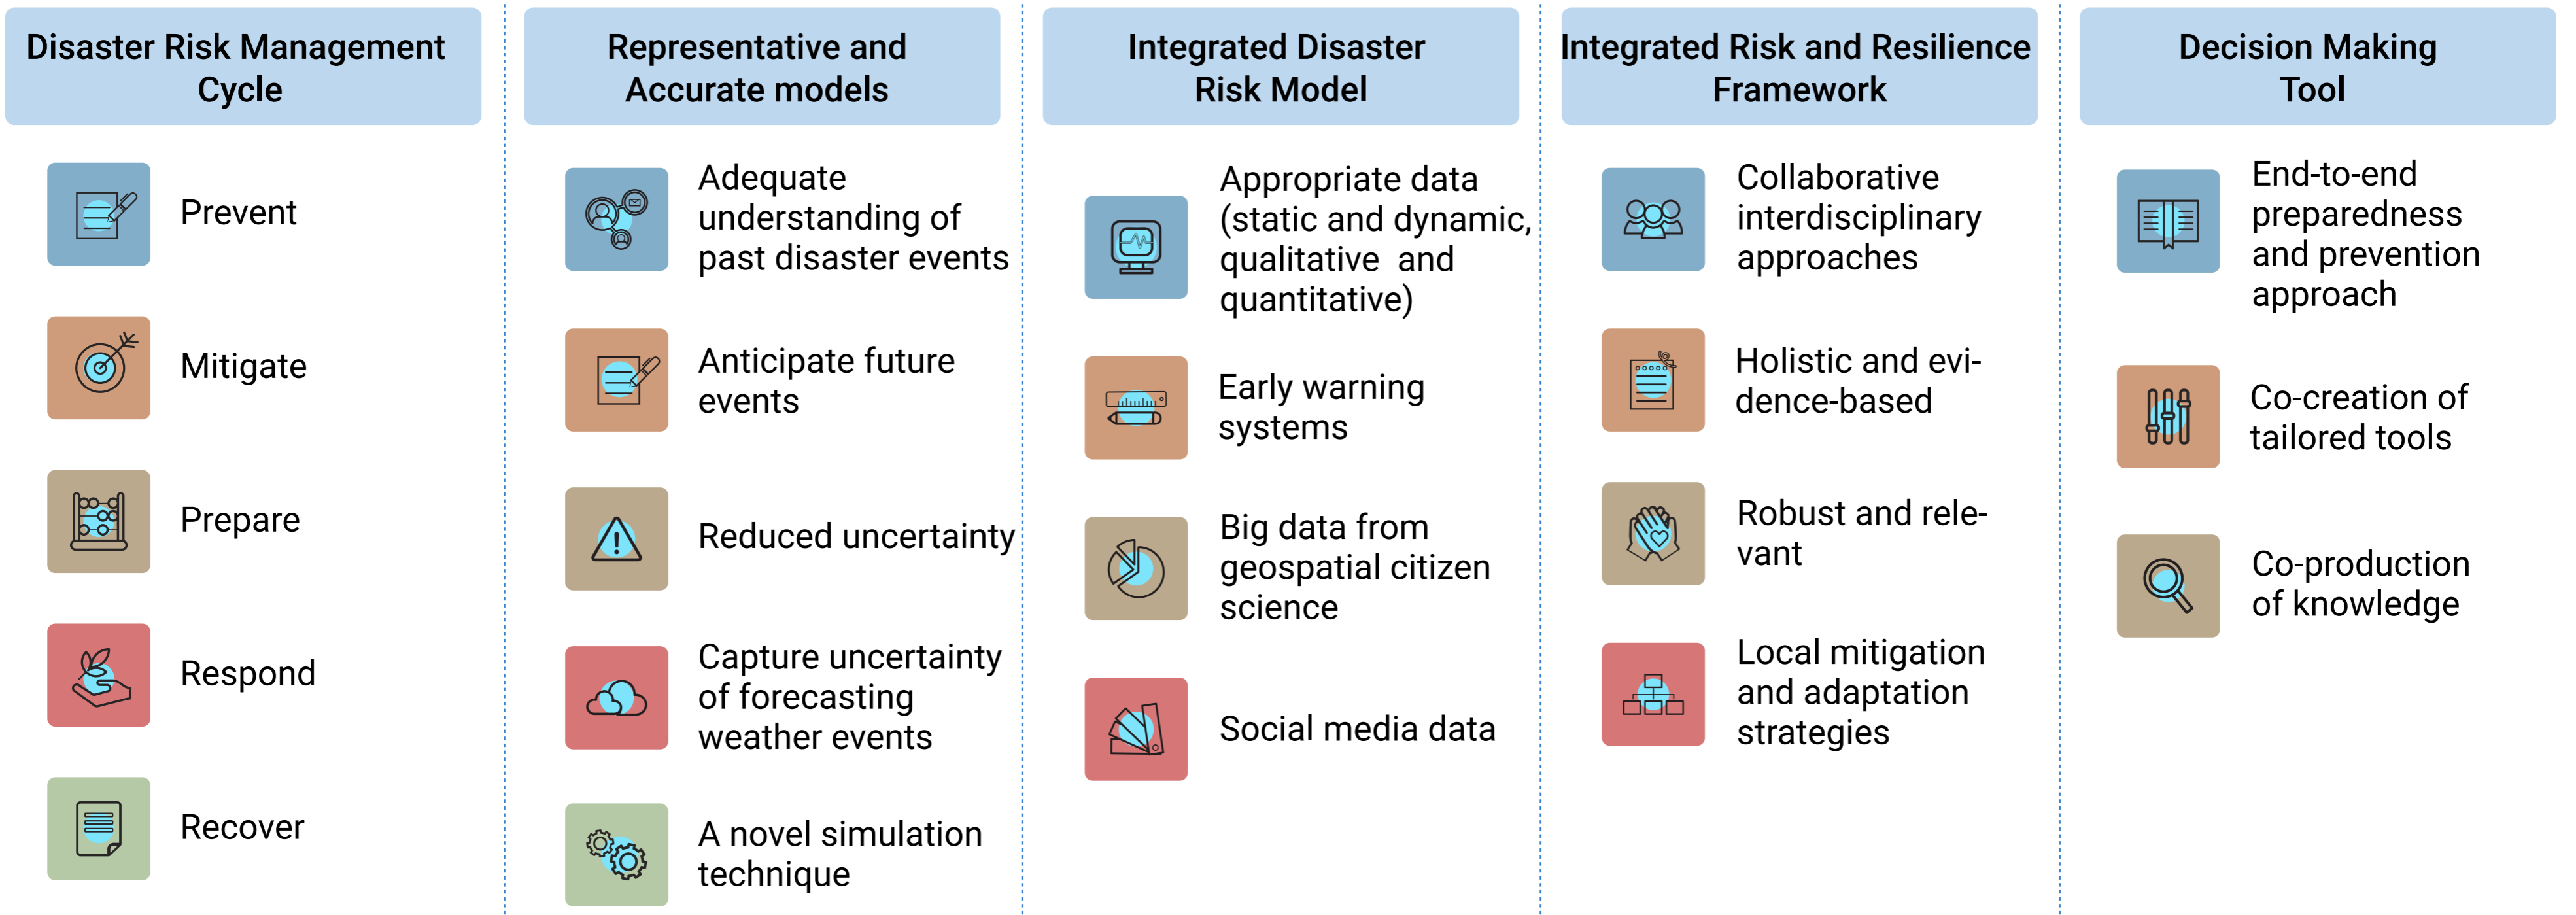 Disaster Risk Management
Cycle
Prevent
Mitigate
Prepare
Respond
Recover
Representative and
Accurate models
Adequate
understanding of
past disaster events
Anticipate future
events
Reduced uncertainty
Capture uncertainty
of forecasting
weather events
A novel simulation
technique
Integrated Disaster
Risk Model
Appropriate data
(static and dynamic,
qualitative and
quantitative)
Early warning
systems
Big data from
geospatial citizen
science
Social media data
Integrated Risk and Resilience
Framework
Collaborative
interdisciplinary
approaches
Holistic and evi-
dence-based
Robust and rele-
vant
Local mitigation
and adaptation
strategies
Decision Making
Tool
End-to-end
preparedness
and prevention
approach
Co-creation of
tailored tools
Co-production
of knowledge